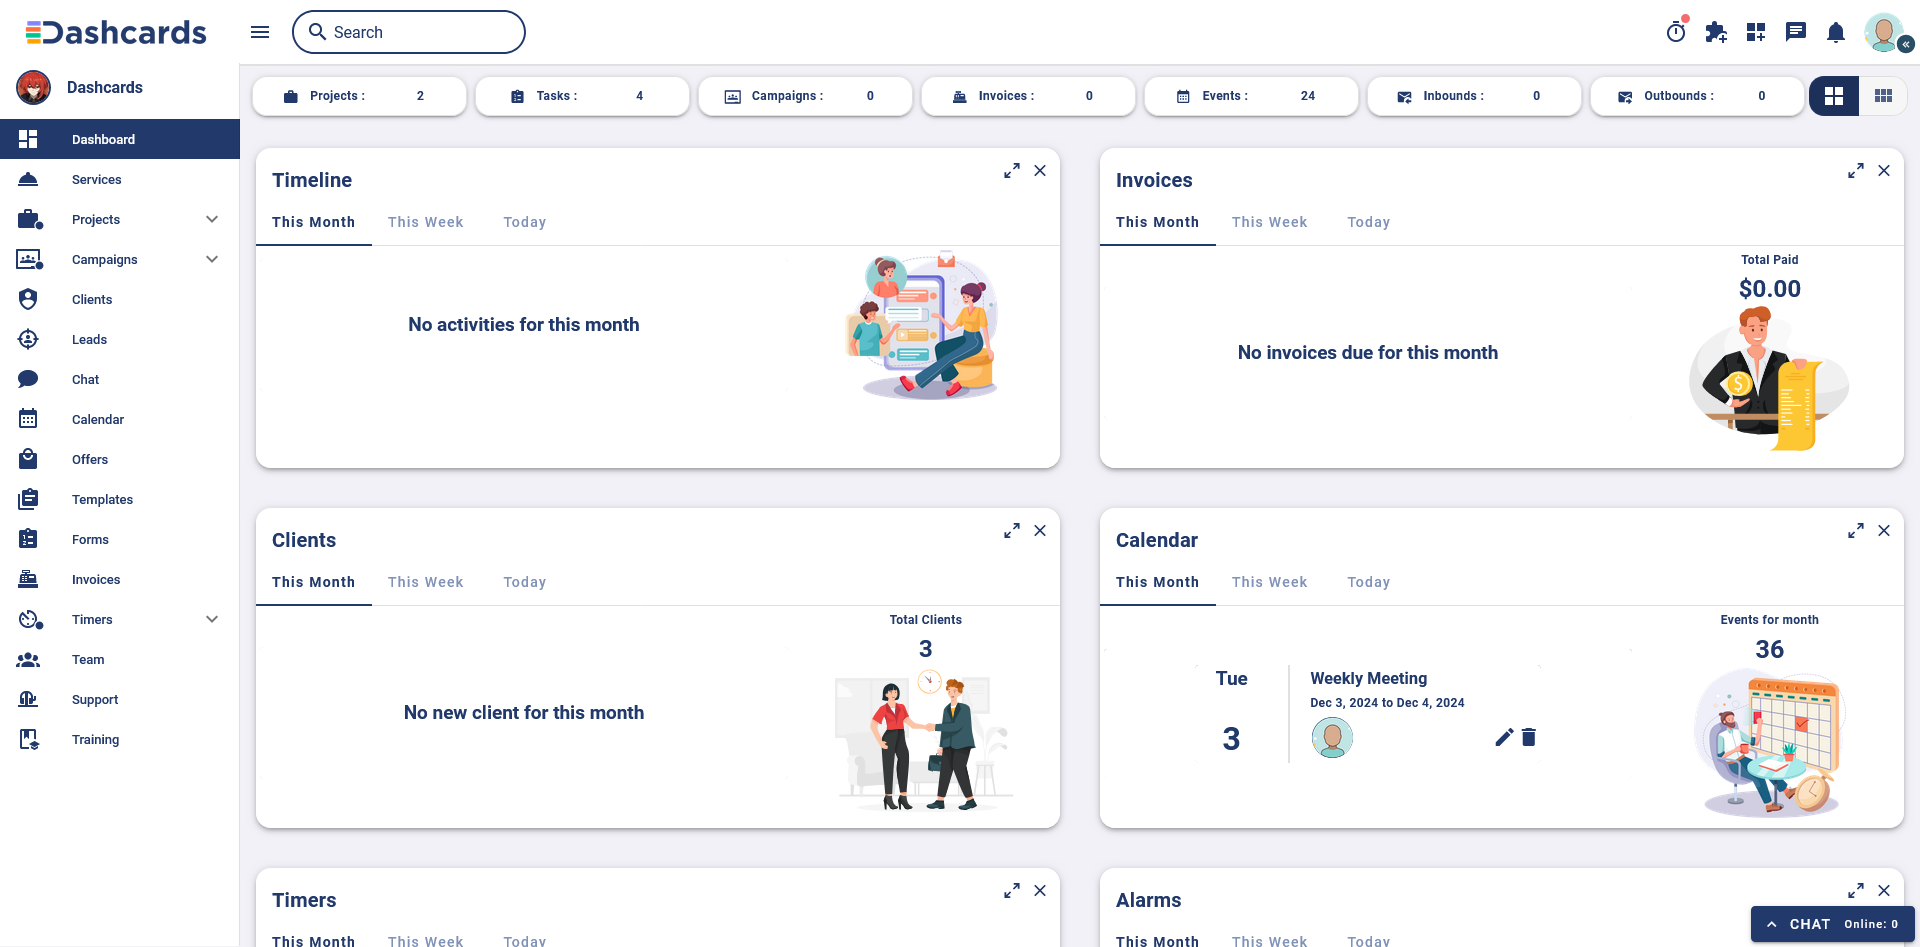 Dashcards
Search
Dashcards
Projects : 2
Tasks : 4
Campaigns : 0
Invoices : 0
Events : 24
Inbounds : 0
Outbounds : 0
Dashboard
Services
Projects
Campaigns
Clients
Leads
Chat
Calendar
Offers
Templates
Forms
Invoices
Timers
Team
Support
Training
Timeline
This Month This Week Today
No activities for this month
Invoices
This Month This Week Today
Total Paid
$0.00
No invoices due for this month
Clients
This Month This Week Today
Total Clients
3
No new client for this month
Calendar
This Month This Week Today
Events for month
36
Tue
3
Weekly Meeting
Dec 3, 2024 to Dec 4, 2024
Timers
This Month This Week Today
Alarms
This Month This Week Today
CHAT Online: 0